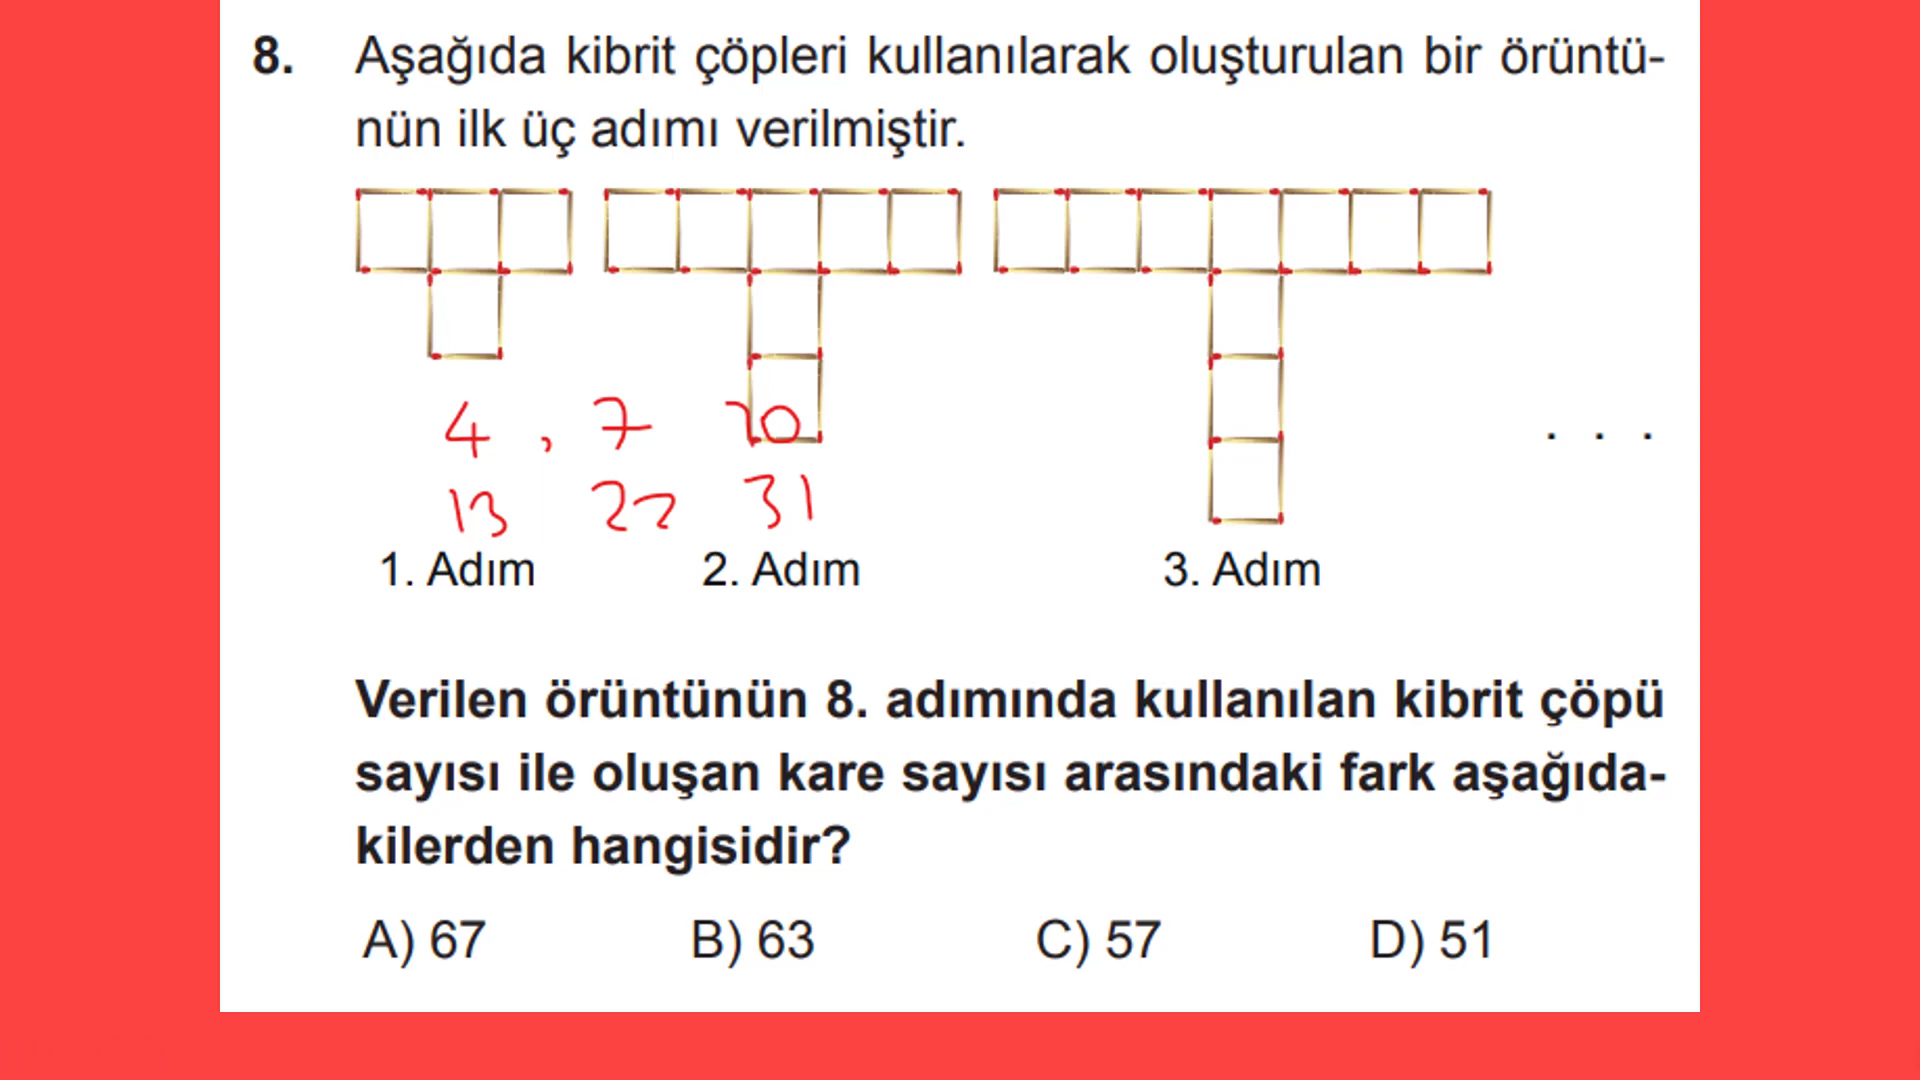 8. Aşağıda kibrit çöpleri kullanılarak oluşturulan bir örüntü-
nün ilk üç adımı verilmiştir.
4 , 7 10
13 22 31
. . .
1. Adım 2. Adım 3. Adım
Verilen örüntünün 8. adımında kullanılan kibrit çöpü
sayısı ile oluşan kare sayısı arasındaki fark aşağıda-
kilerden hangisidir?
A) 67 B) 63 C) 57 D) 51